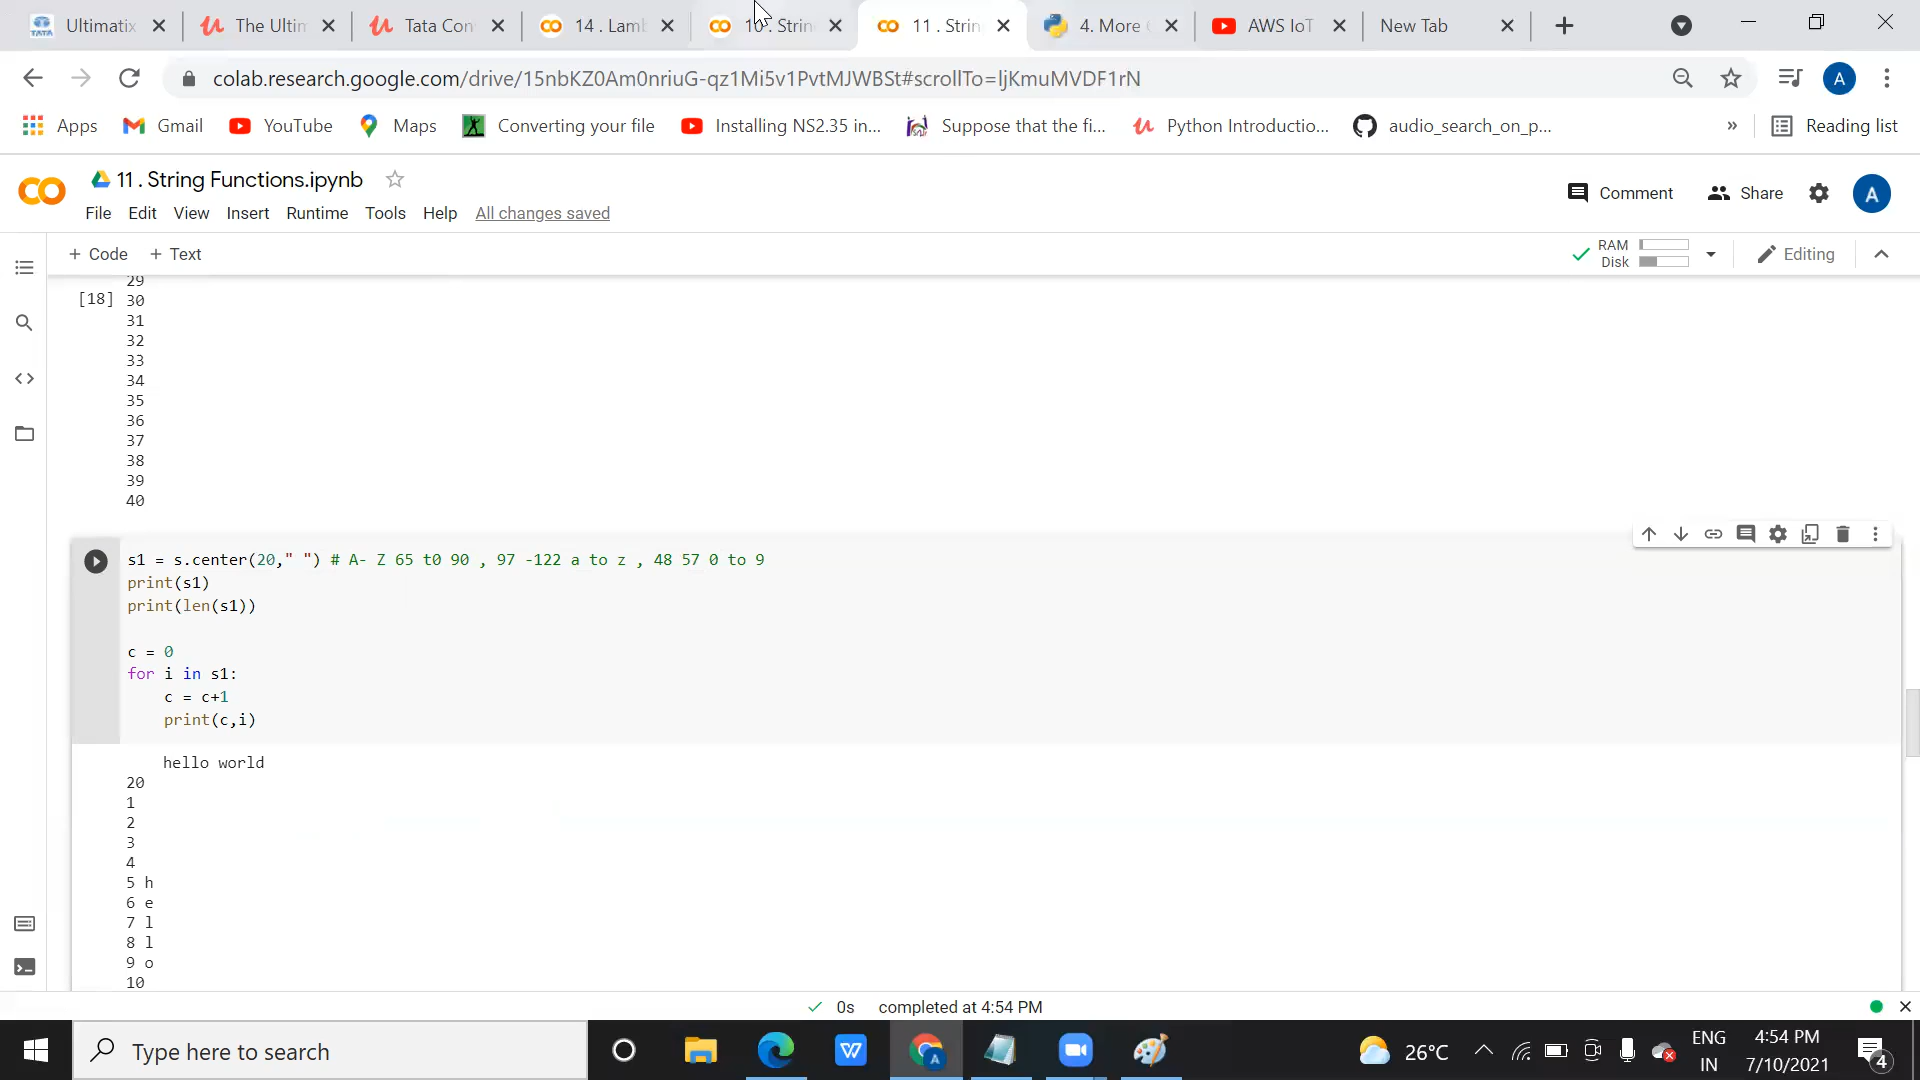 Ultimatix
The Ultim
Tata Con
14 . Lamb
10 . Strin
11 . Strin
4. More
AWS IoT
New Tab
colab.research.google.com/drive/15nbKZ0Am0nriuG-qz1Mi5v1PvtMJWBSt#scrollTo=ljKmuMVDF1rN
A
Apps
Gmail
YouTube
Maps
Converting your file
Installing NS2.35 in...
Suppose that the fi...
Python Introductio...
audio_search_on_p...
»
Reading list
11 . String Functions.ipynb
Comment
Share
A
File Edit View Insert Runtime Tools Help All changes saved
+ Code + Text
RAM
Disk
Editing
29
[18] 30
31
32
33
34
35
36
37
38
39
40
s1 = s.center(20," ") # A- Z 65 t0 90 , 97 -122 a to z , 48 57 0 to 9
print(s1)
print(len(s1))
c = 0
for i in s1:
c = c+1
print(c,i)
hello world
20
1
2
3
4
5 h
6 e
7 l
8 l
9 o
10
0s completed at 4:54 PM
Type here to search
A
26°C
ENG
IN
4:54 PM
7/10/2021
4